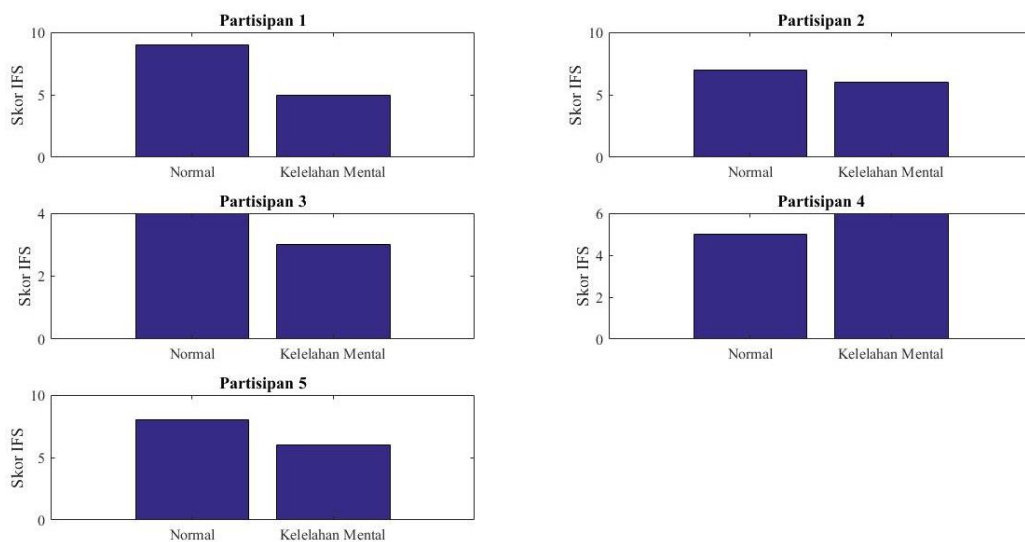 Partisipan 1
10
5
0
Skor IFS
Normal
Kelelahan Mental
Partisipan 2
10
5
0
Skor IFS
Normal
Kelelahan Mental
Partisipan 3
4
2
0
Skor IFS
Normal
Kelelahan Mental
Partisipan 4
6
4
2
0
Skor IFS
Normal
Kelelahan Mental
Partisipan 5
10
5
0
Skor IFS
Normal
Kelelahan Mental